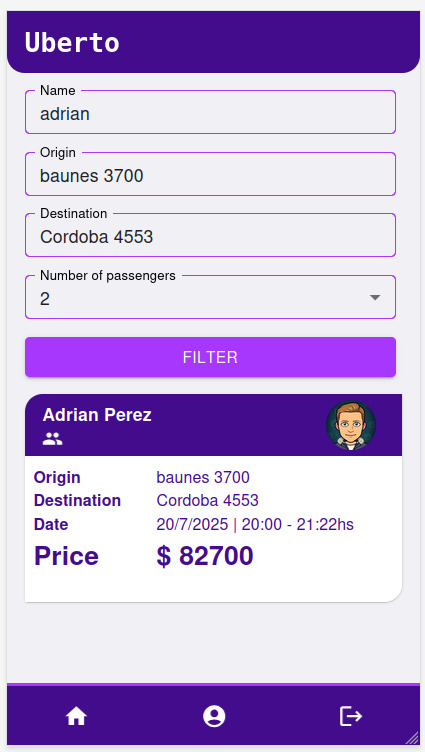 Uberto
Name
adrian
Origin
baunes 3700
Destination
Cordoba 4553
Number of passengers
2
FILTER
Adrian Perez
Origin baunes 3700
Destination Cordoba 4553
Date 20/7/2025 | 20:00 - 21:22hs
Price $ 82700